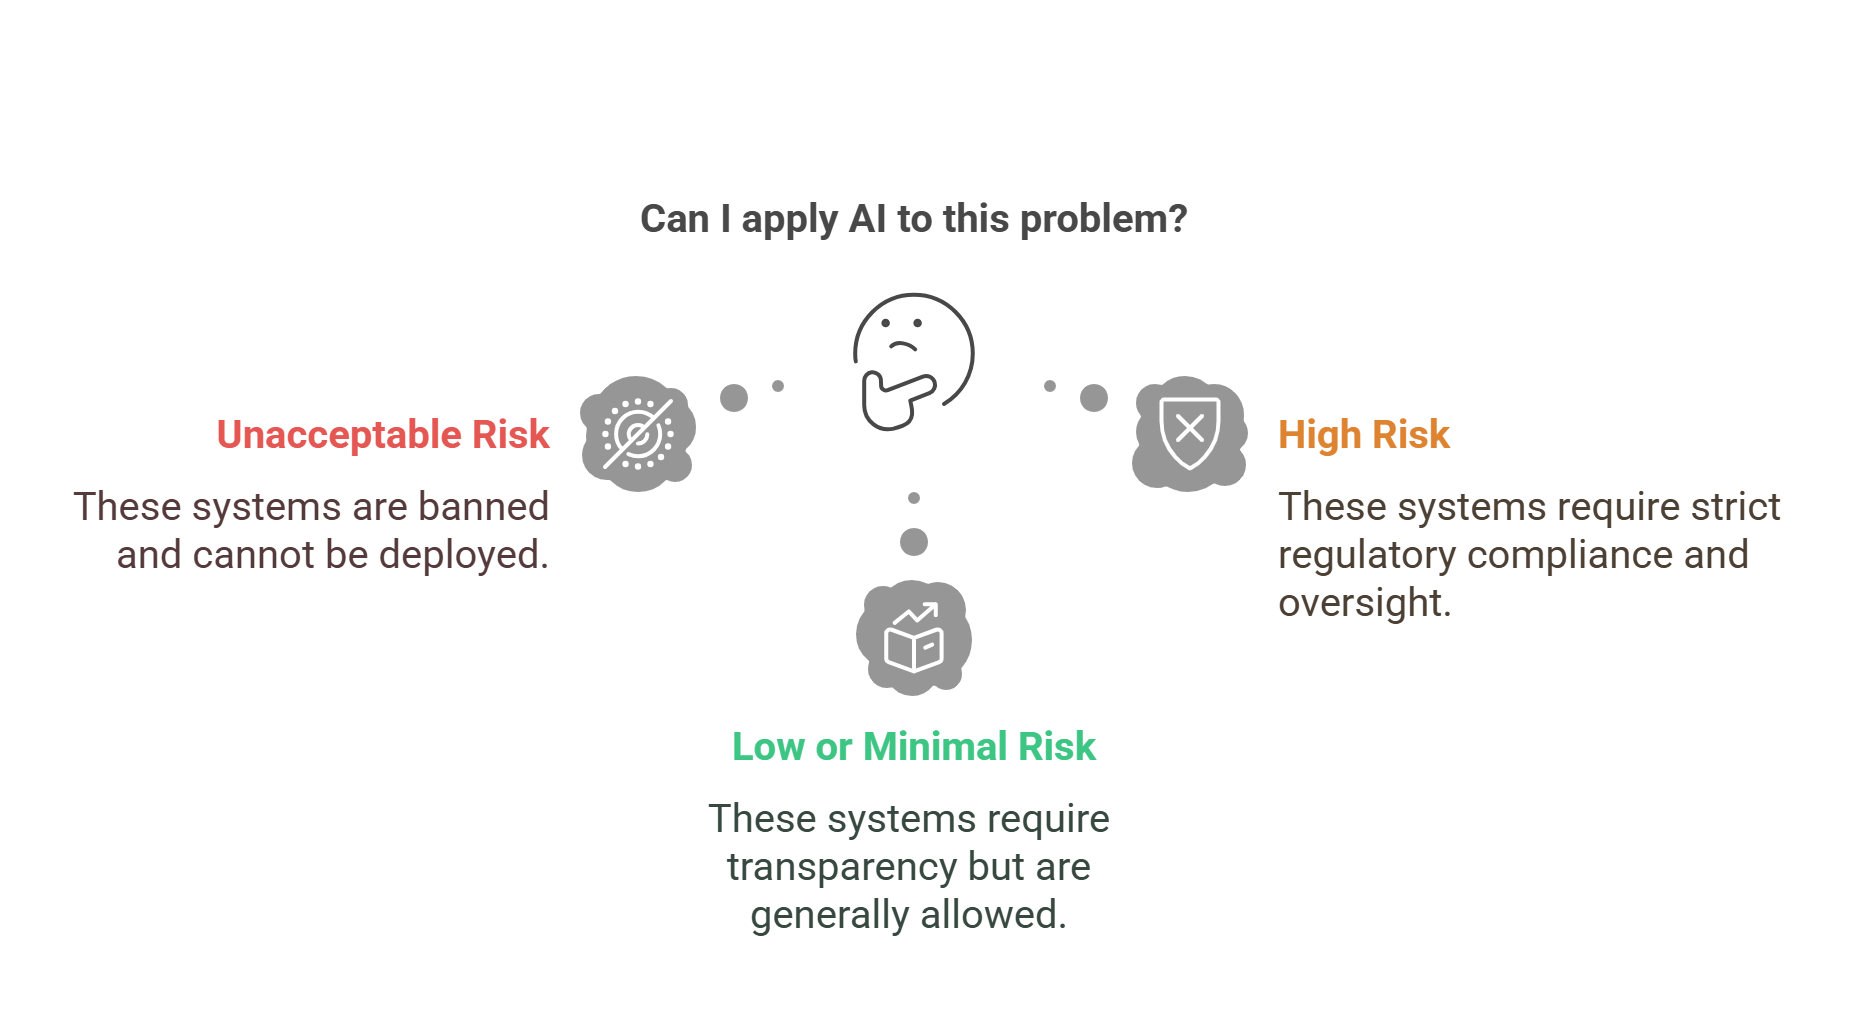 Can I apply AI to this problem?
Unacceptable Risk
These systems are banned
and cannot be deployed.
High Risk
These systems require strict
regulatory compliance and
oversight.
Low or Minimal Risk
These systems require
transparency but are
generally allowed.